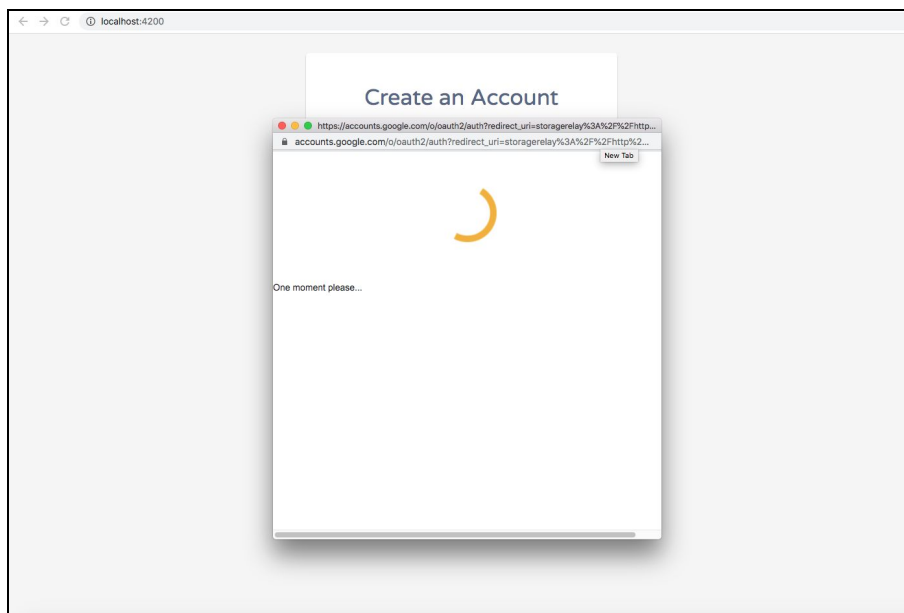 localhost:4200
Create an Account
https://accounts.google.com/o/oauth2/auth?redirect_uri=storagerelay%3A%2F%2Fhttp...
accounts.google.com/o/oauth2/auth?redirect_uri=storagerelay%3A%2F%2Fhttp%2...
New Tab
One moment please...